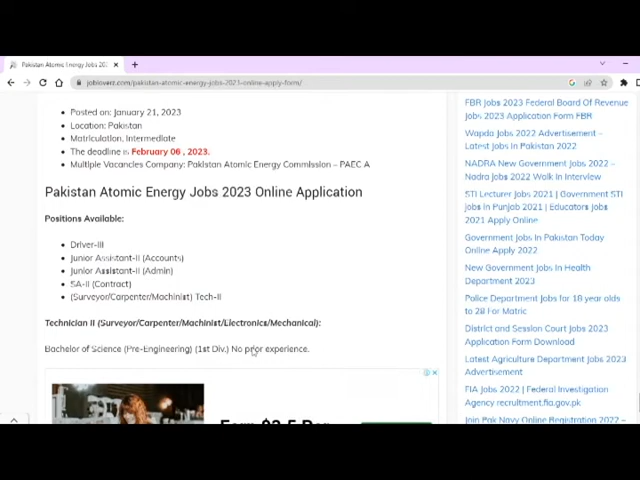 Pakistan Atomic Energy Jobs 202
jobloverz.com/pakistan-atomic-energy-jobs-2023-online-apply-form/
Posted on: January 21, 2023
Location: Pakistan
Matriculation, Intermediate
The deadline is February 06 , 2023.
Multiple Vacancies Company: Pakistan Atomic Energy Commission – PAEC A
Pakistan Atomic Energy Jobs 2023 Online Application
Positions Available:
Driver-III
Junior Assistant-II (Accounts)
Junior Assistant-II (Admin)
SA-II (Contract)
(Surveyor/Carpenter/Machinist) Tech-II
Technician II (Surveyor/Carpenter/Machinist/Electronics/Mechanical):
Bachelor of Science (Pre-Engineering) (1st Div.) No prior experience.
FBR Jobs 2023 Federal Board Of Revenue
jobs 2023 Application Form FBR
Wapda Jobs 2022 Advertisement –
Latest Jobs in Pakistan 2022
NADRA New Government Jobs 2022 –
Nadra Jobs 2022 Walk in Interview
STI Lecturer Jobs 2021 | Government STI
Jobs in Punjab 2021 | Educators Jobs
2021 Apply Online
Government Jobs In Pakistan Today
Online Apply 2022
New Government Jobs In Health
Department 2023
Police Department Jobs for 18 year olds
to 28 For Matric
District and Session Court Jobs 2023
Application Form Download
Latest Agriculture Department Jobs 2023
Advertisement
FIA Jobs 2022 | Federal Investigation
Agency recruitment.fia.gov.pk
Join Pak Navy Online Registration 2022 –